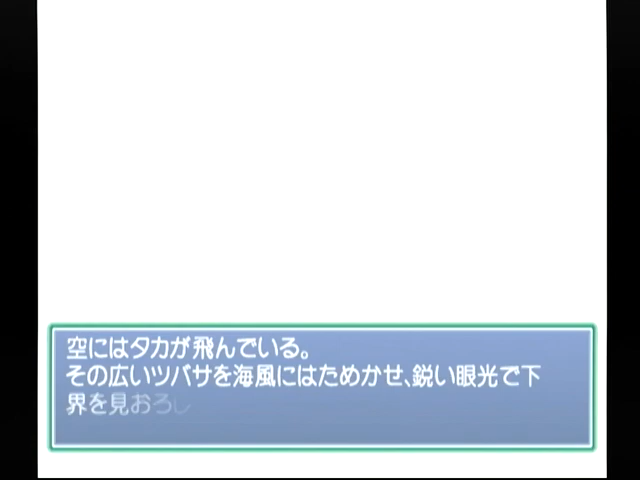 空にはタカが飛んでいる。
その広いツバサを海風にはためかせ、鋭い眼光で下
界を見おろし